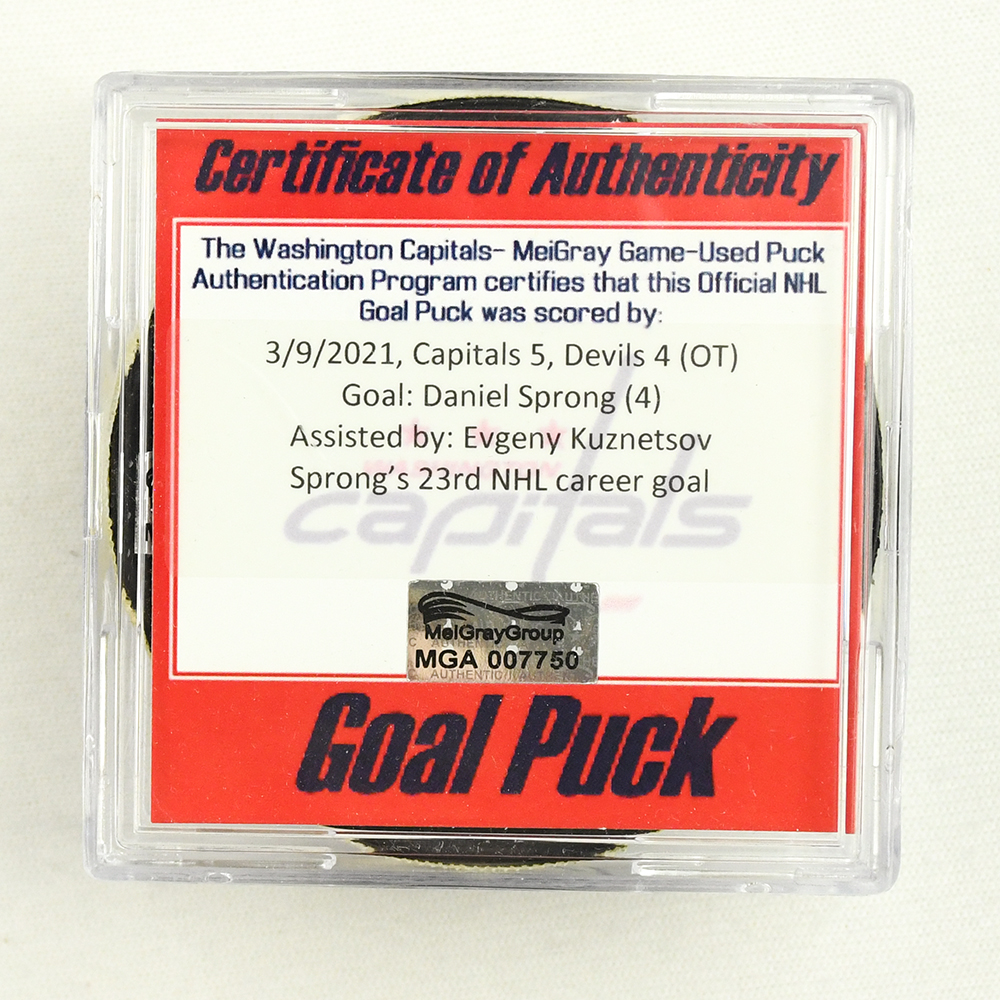 Certificate of Authenticity
The Washington Capitals- MeiGray Game-Used Puck
Authentication Program certifies that this Official NHL
Goal Puck was scored by:
3/9/2021, Capitals 5, Devils 4 (OT)
Goal: Daniel Sprong (4)
Assisted by: Evgeny Kuznetsov
Sprong's 23rd NHL career goal
WASHINGTON
capitals
MeiGrayGroup
MGA 007750
Goal Puck